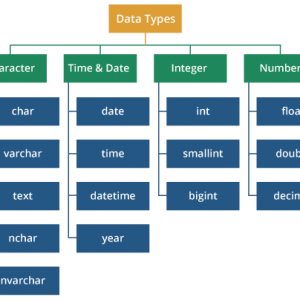 Data Types
aracter
Time & Date
Integer
Number
char
date
int
floa
varchar
time
smallint
doub
text
datetime
bigint
decim
nchar
year
nvarchar